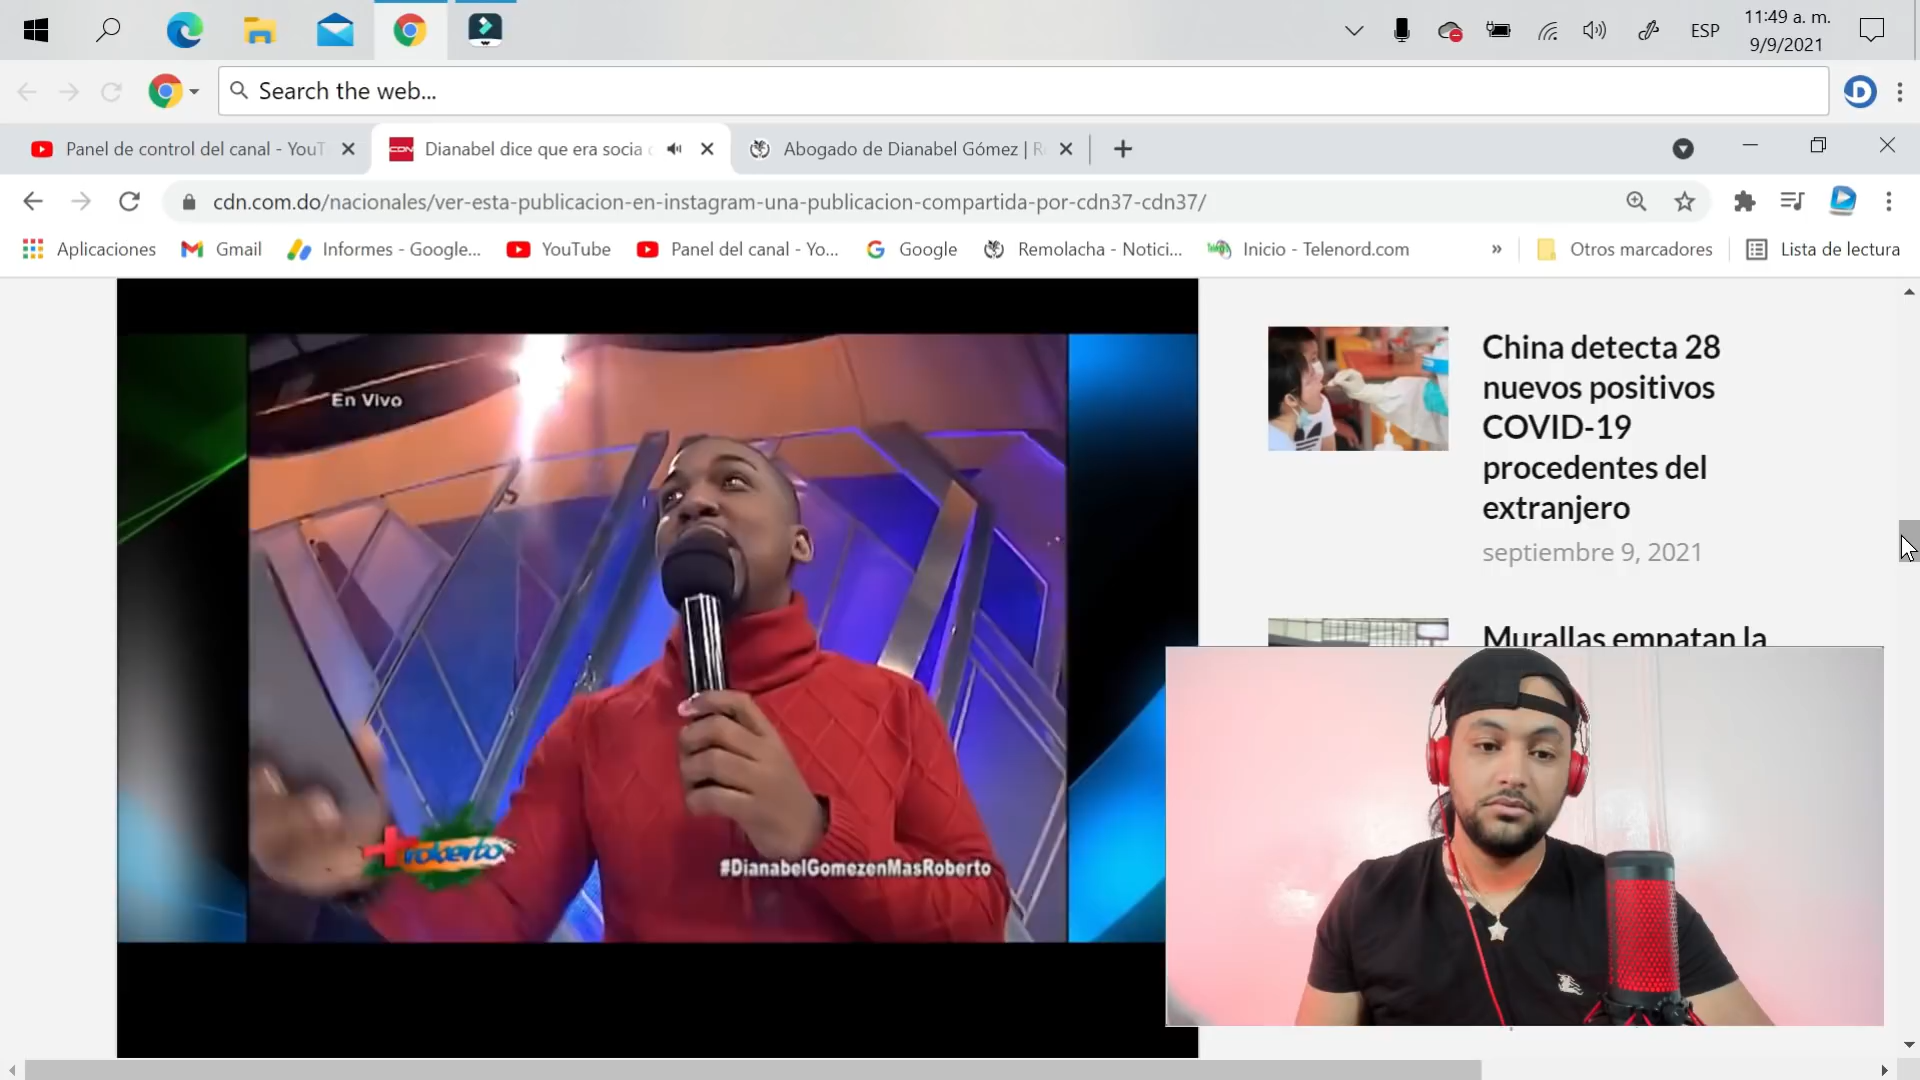 ESP
11:49 a. m.
9/9/2021
Search the web...
Panel de control del canal - YouT
CDN
Dianabel dice que era socia
Abogado de Dianabel Gómez | R
cdn.com.do/nacionales/ver-esta-publicacion-en-instagram-una-publicacion-compartida-por-cdn37-cdn37/
Aplicaciones
Gmail
Informes - Google...
YouTube
Panel del canal - Yo...
Google
Remolacha - Notici...
Inicio - Telenord.com
»
Otros marcadores
Lista de lectura
En Vivo
+roberto
#DianabelGomezenMasRoberto
China detecta 28
nuevos positivos
COVID-19
procedentes del
extranjero
septiembre 9, 2021
Murallas empatan la